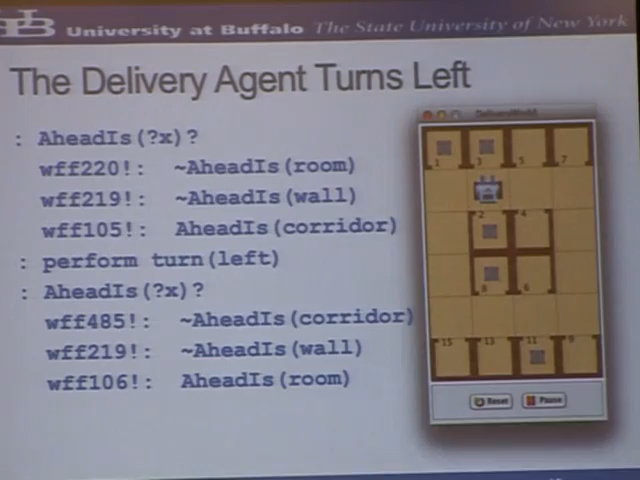 University at Buffalo The State University of New York
The Delivery Agent Turns Left
: AheadIs(?x)?
wff220!: ~AheadIs(room)
wff219!: ~AheadIs(wall)
wff105!: AheadIs(corridor)
: perform turn(left)
: AheadIs(?x)?
wff485!: ~AheadIs(corridor)
wff219!: ~AheadIs(wall)
wff106!: AheadIs(room)
DeliveryWorld
1 3 5 7
2 4
8 6
15 13 11 9
Reset Pause